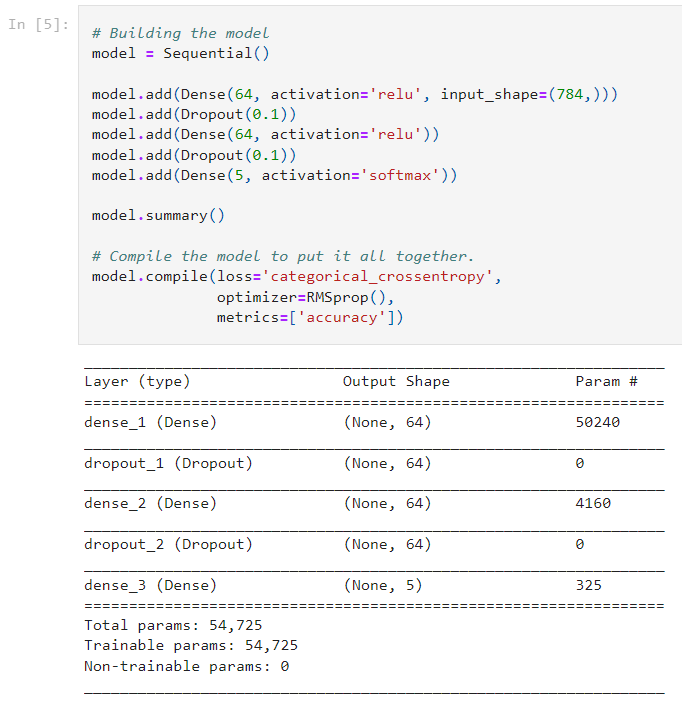 In [5]:
# Building the model
model = Sequential()
model.add(Dense(64, activation='relu', input_shape=(784,)))
model.add(Dropout(0.1))
model.add(Dense(64, activation='relu'))
model.add(Dropout(0.1))
model.add(Dense(5, activation='softmax'))
model.summary()
# Compile the model to put it all together.
model.compile(loss='categorical_crossentropy',
optimizer=RMSprop(),
metrics=['accuracy'])
_________________________________________________________________
Layer (type)                 Output Shape              Param #
=================================================================
dense_1 (Dense)              (None, 64)                50240
_________________________________________________________________
dropout_1 (Dropout)          (None, 64)                0
_________________________________________________________________
dense_2 (Dense)              (None, 64)                4160
_________________________________________________________________
dropout_2 (Dropout)          (None, 64)                0
_________________________________________________________________
dense_3 (Dense)              (None, 5)                 325
=================================================================
Total params: 54,725
Trainable params: 54,725
Non-trainable params: 0
_________________________________________________________________